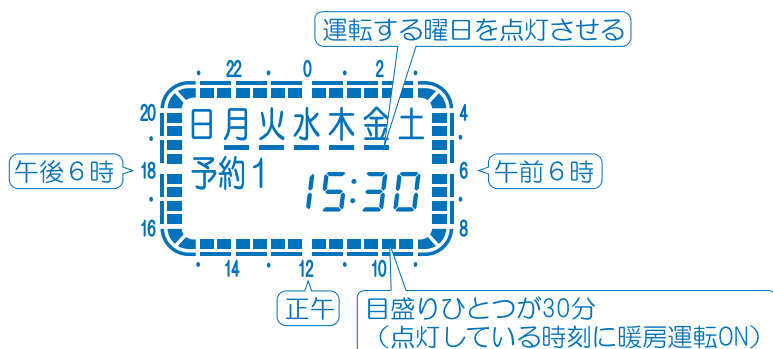 運転する曜日を点灯させる
22 0 2
20 4
日月火水木金土
午後6時 18 予約1 6 午前6時
15:30
16 8
14 12 10
正午
目盛りひとつが30分
(点灯している時刻に暖房運転ON)